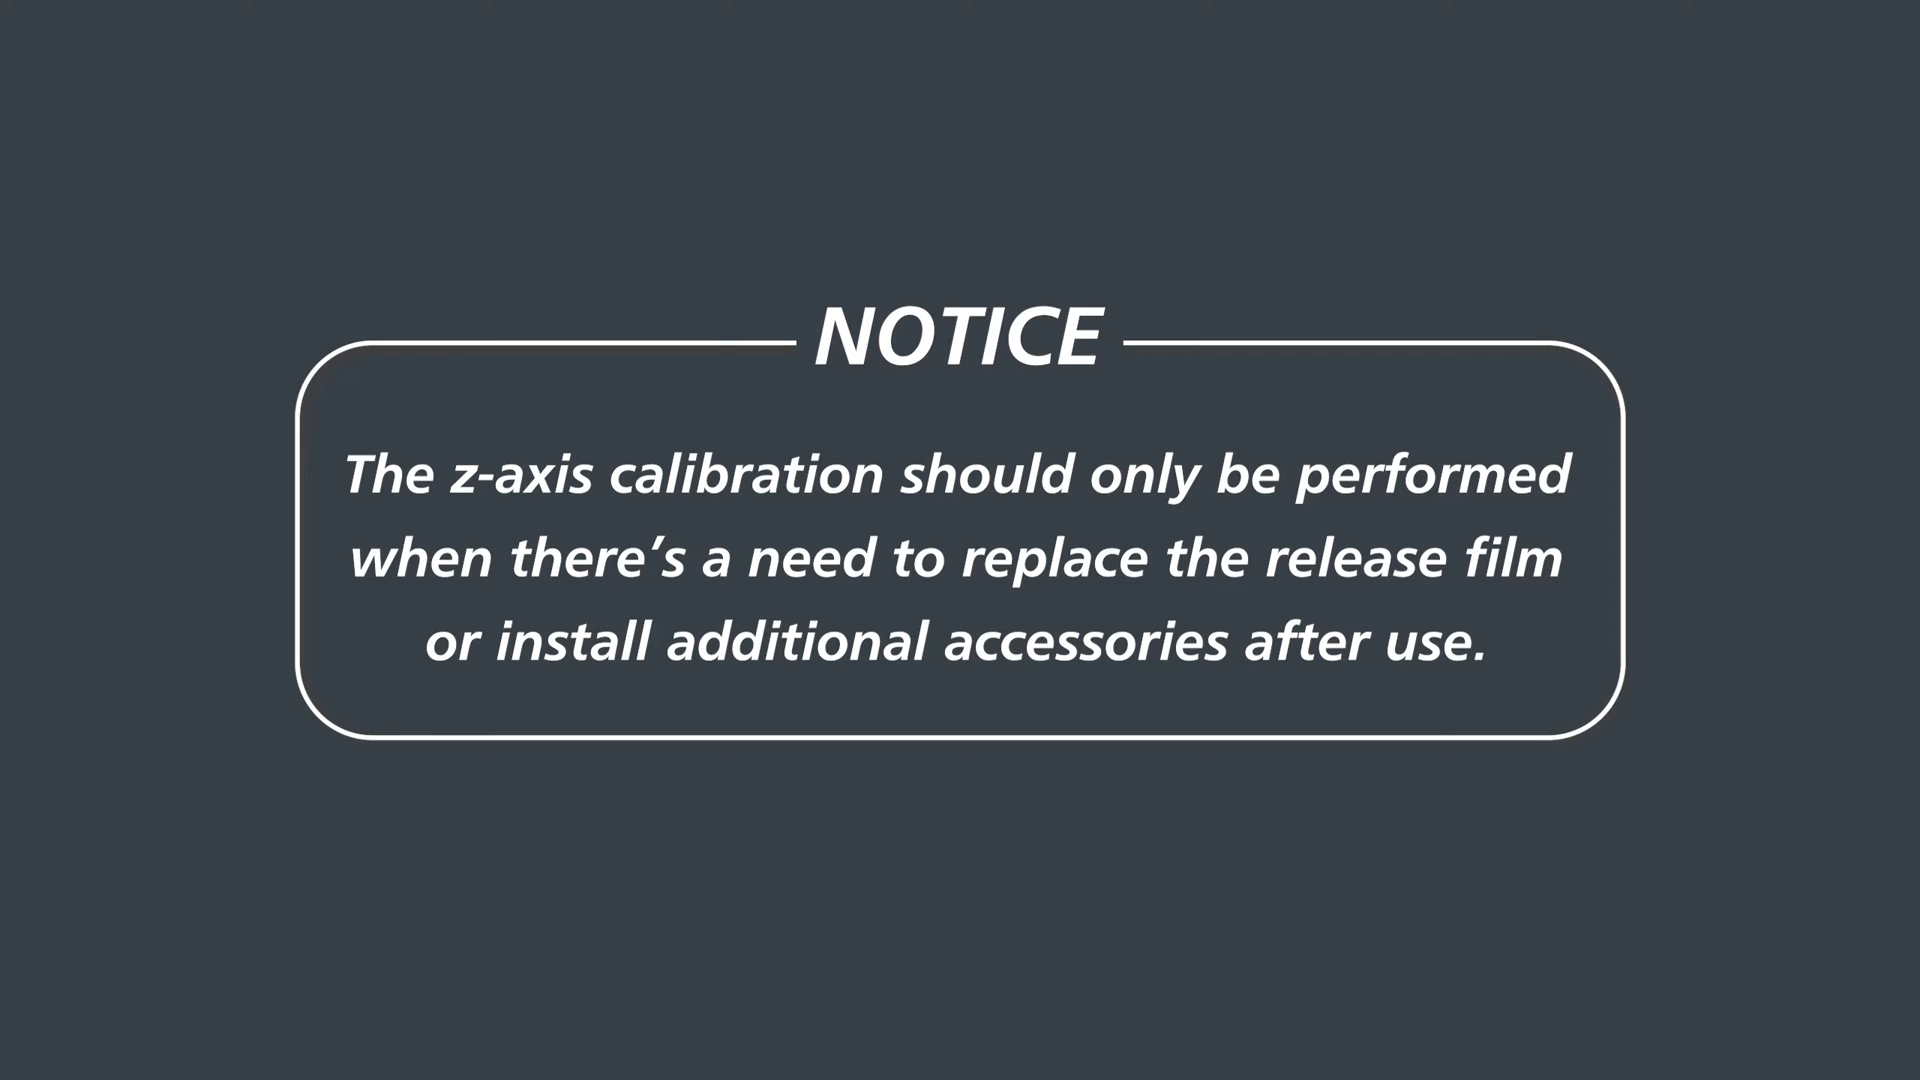 NOTICE
The z-axis calibration should only be performed
when there’s a need to replace the release film
or install additional accessories after use.